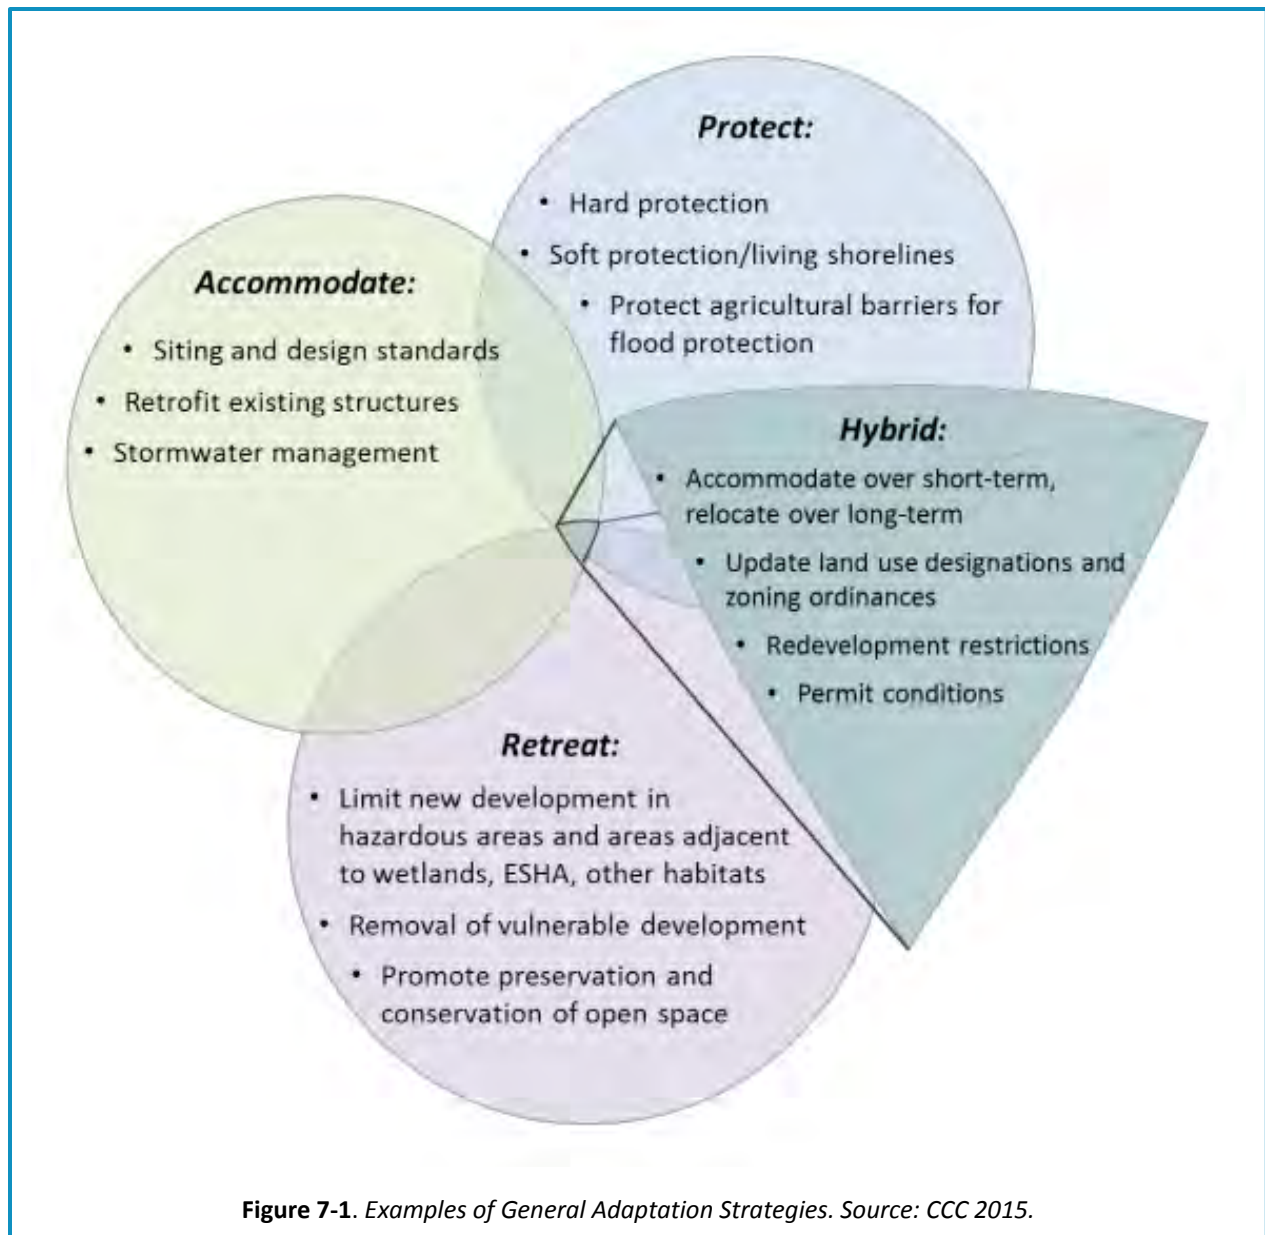 Protect:
• Hard protection
• Soft protection/living shorelines
• Protect agricultural barriers for
flood protection
Accommodate:
• Siting and design standards
• Retrofit existing structures
• Stormwater management
Hybrid:
• Accommodate over short-term,
relocate over long-term
• Update land use designations and
zoning ordinances
• Redevelopment restrictions
• Permit conditions
Retreat:
• Limit new development in
hazardous areas and areas adjacent
to wetlands, ESHA, other habitats
• Removal of vulnerable development
• Promote preservation and
conservation of open space
Figure 7-1. Examples of General Adaptation Strategies. Source: CCC 2015.